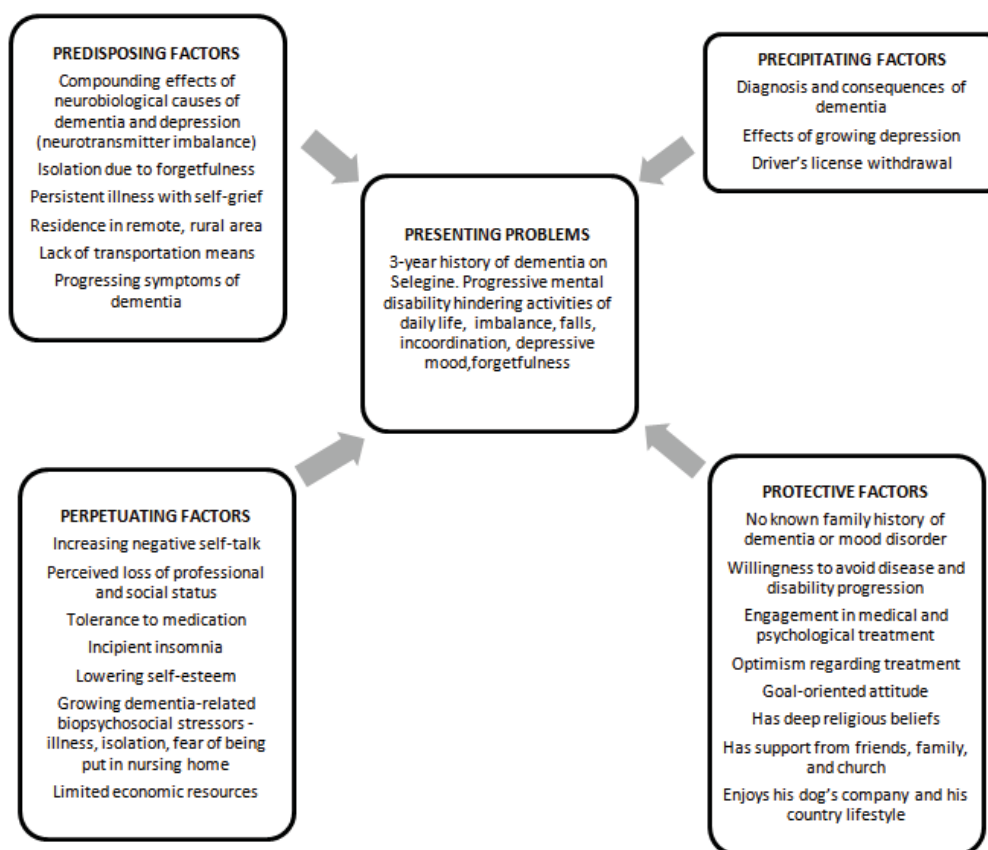 PREDISPOSING FACTORS
Compounding effects of
neurobiological causes of
dementia and depression
(neurotransmitter imbalance)
Isolation due to forgetfulness
Persistent illness with self-grief
Residence in remote, rural area
Lack of transportation means
Progressing symptoms of
dementia
PRECIPITATING FACTORS
Diagnosis and consequences of
dementia
Effects of growing depression
Driver's license withdrawal
PRESENTING PROBLEMS
3-year history of dementia on
Selegine. Progressive mental
disability hindering activities of
daily life, imbalance, falls,
incoordination, depressive
mood,forgetfulness
PERPETUATING FACTORS
Increasing negative self-talk
Perceived loss of professional
and social status
Tolerance to medication
Incipient insomnia
Lowering self-esteem
Growing dementia-related
biopsychosocial stressors -
illness, isolation, fear of being
put in nursing home
Limited economic resources
PROTECTIVE FACTORS
No known family history of
dementia or mood disorder
Willingness to avoid disease and
disability progression
Engagement in medical and
psychological treatment
Optimism regarding treatment
Goal-oriented attitude
Has deep religious beliefs
Has support from friends, family,
and church
Enjoys his dog's company and his
country lifestyle